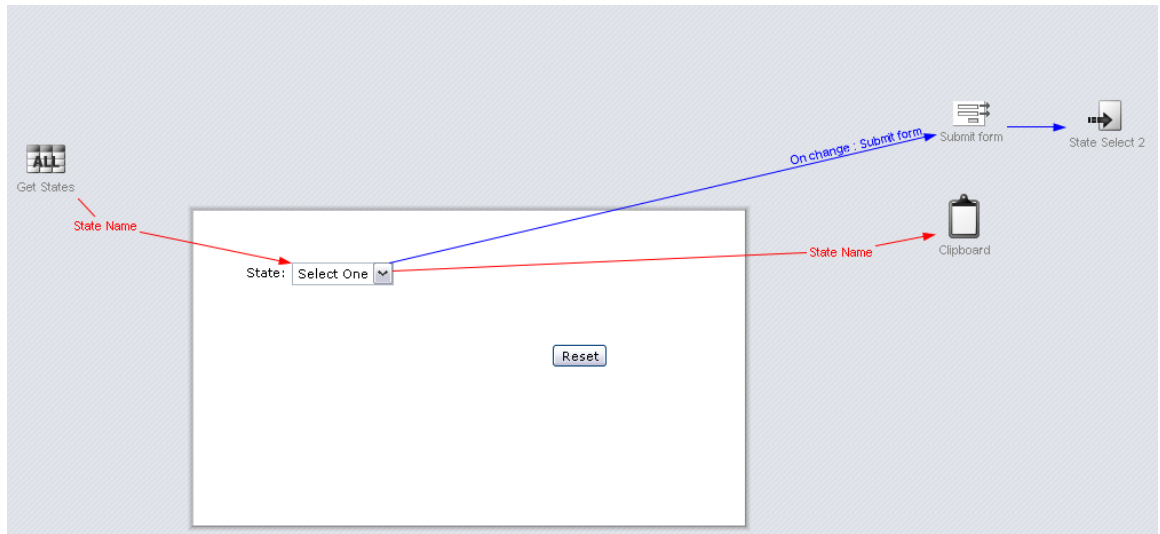 ALL
Get States
State Name
State:
Select One
Reset
On change : Submit form
Submit form
State Select 2
State Name
Clipboard